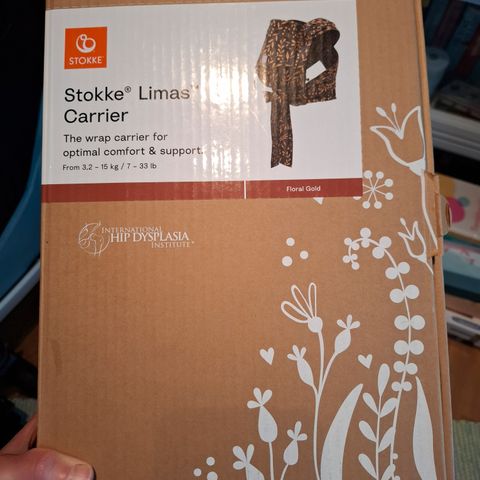 STOKKE
Stokke® Limas™
Carrier
The wrap carrier for
optimal comfort & support.
From 3,2 – 15 kg / 7 – 33 lb
Floral Gold
INTERNATIONAL
HIP DYSPLASIA
INSTITUTE®